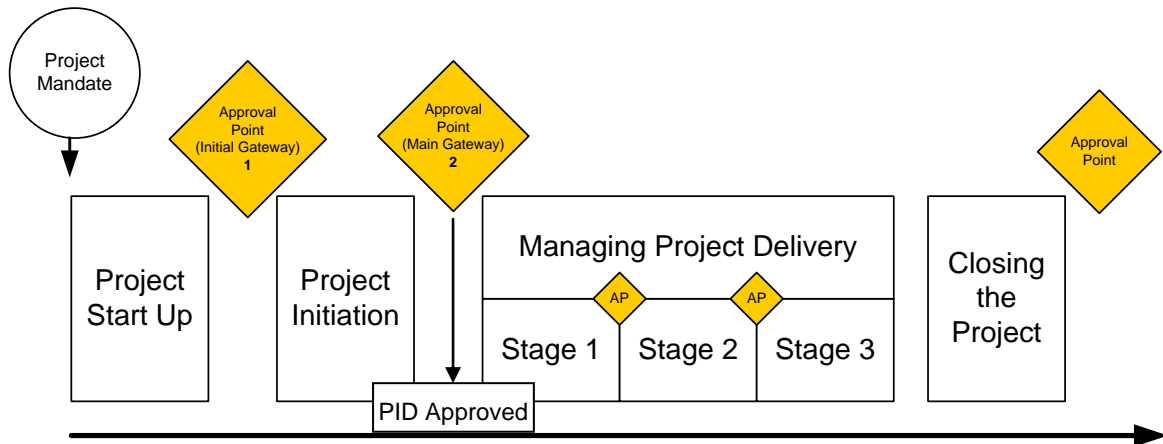 Project
Mandate
Approval
Point
(Initial Gateway)
1
Approval
Point
(Main Gateway)
2
Approval
Point
Project
Start Up
Project
Initiation
Managing Project Delivery
AP
AP
Stage 1
Stage 2
Stage 3
Closing
the
Project
PID Approved